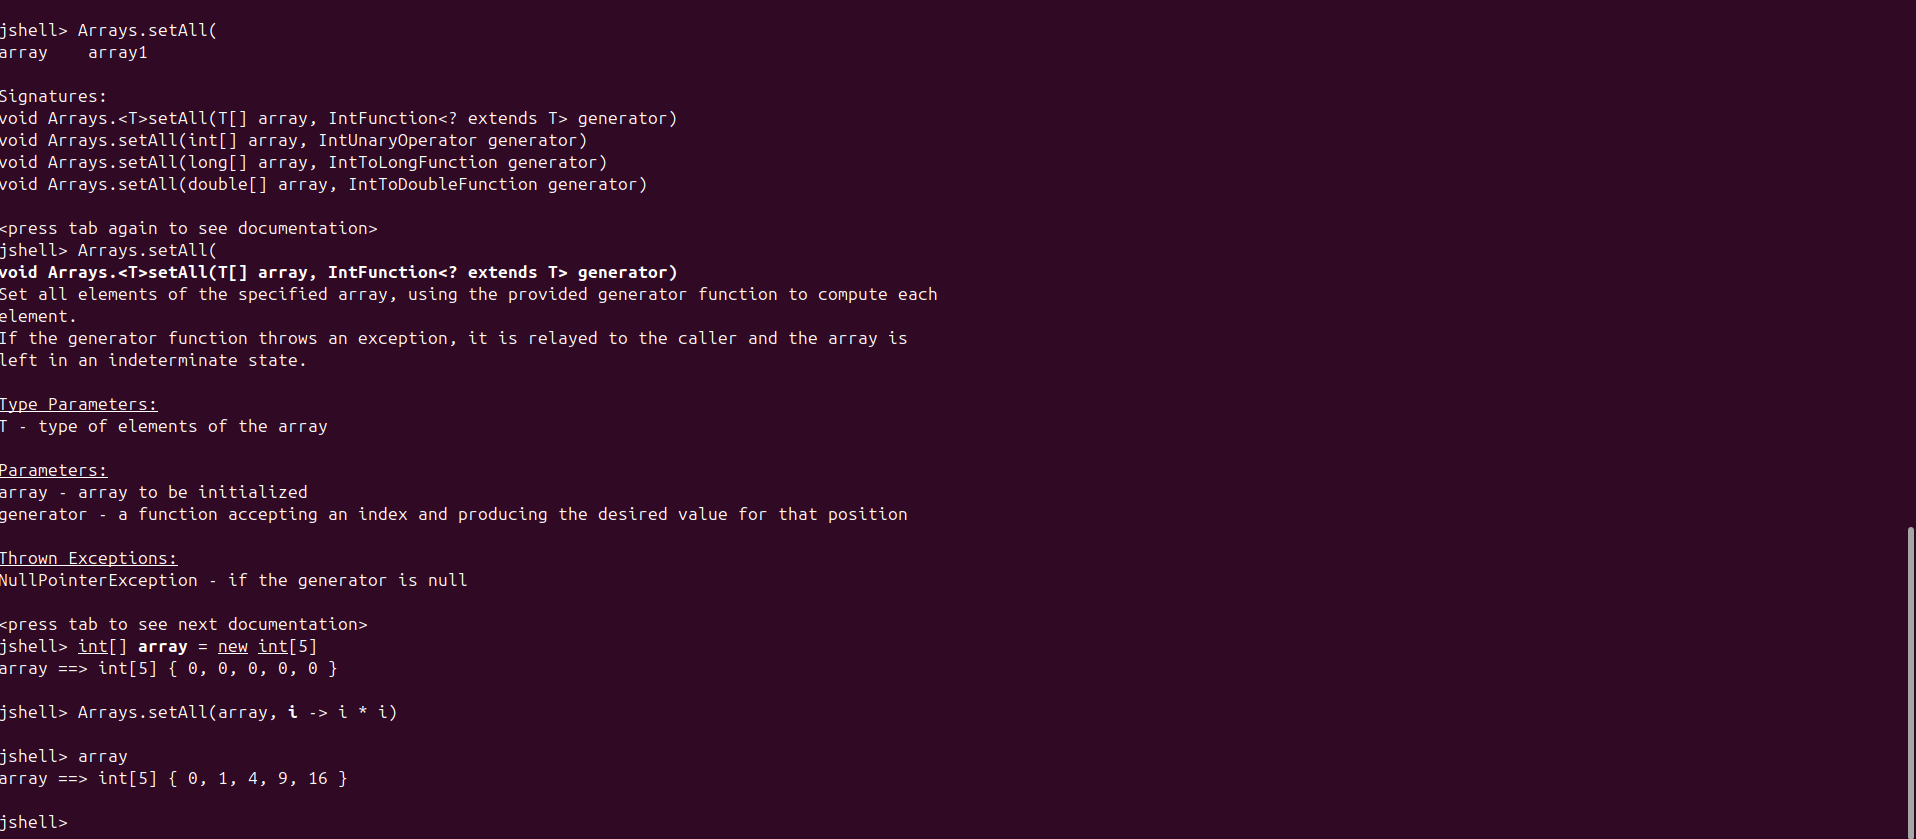 jshell> Arrays.setAll(
array    array1
Signatures:
void Arrays.<T>setAll(T[] array, IntFunction<? extends T> generator)
void Arrays.setAll(int[] array, IntUnaryOperator generator)
void Arrays.setAll(long[] array, IntToLongFunction generator)
void Arrays.setAll(double[] array, IntToDoubleFunction generator)
<press tab again to see documentation>
jshell> Arrays.setAll(
void Arrays.<T>setAll(T[] array, IntFunction<? extends T> generator)
Set all elements of the specified array, using the provided generator function to compute each
element.
If the generator function throws an exception, it is relayed to the caller and the array is
left in an indeterminate state.
Type Parameters:
T - type of elements of the array
Parameters:
array - array to be initialized
generator - a function accepting an index and producing the desired value for that position
Thrown Exceptions:
NullPointerException - if the generator is null
<press tab to see next documentation>
jshell> int[] array = new int[5]
array ==> int[5] { 0, 0, 0, 0, 0 }
jshell> Arrays.setAll(array, i -> i * i)
jshell> array
array ==> int[5] { 0, 1, 4, 9, 16 }
jshell>